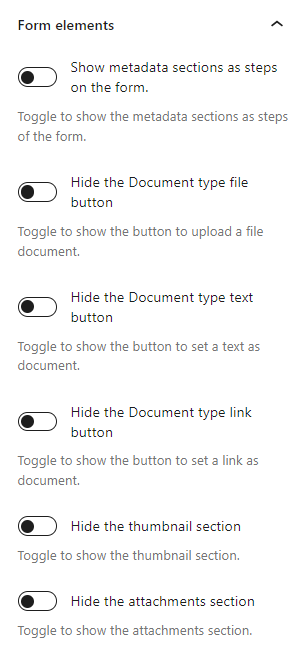 Form elements
Show metadata sections as steps
on the form.
Toggle to show the metadata sections as steps
of the form.
Hide the Document type file
button
Toggle to show the button to upload a file
document.
Hide the Document type text
button
Toggle to show the button to set a text as
document.
Hide the Document type link
button
Toggle to show the button to set a link as
document.
Hide the thumbnail section
Toggle to show the thumbnail section.
Hide the attachments section
Toggle to show the attachments section.